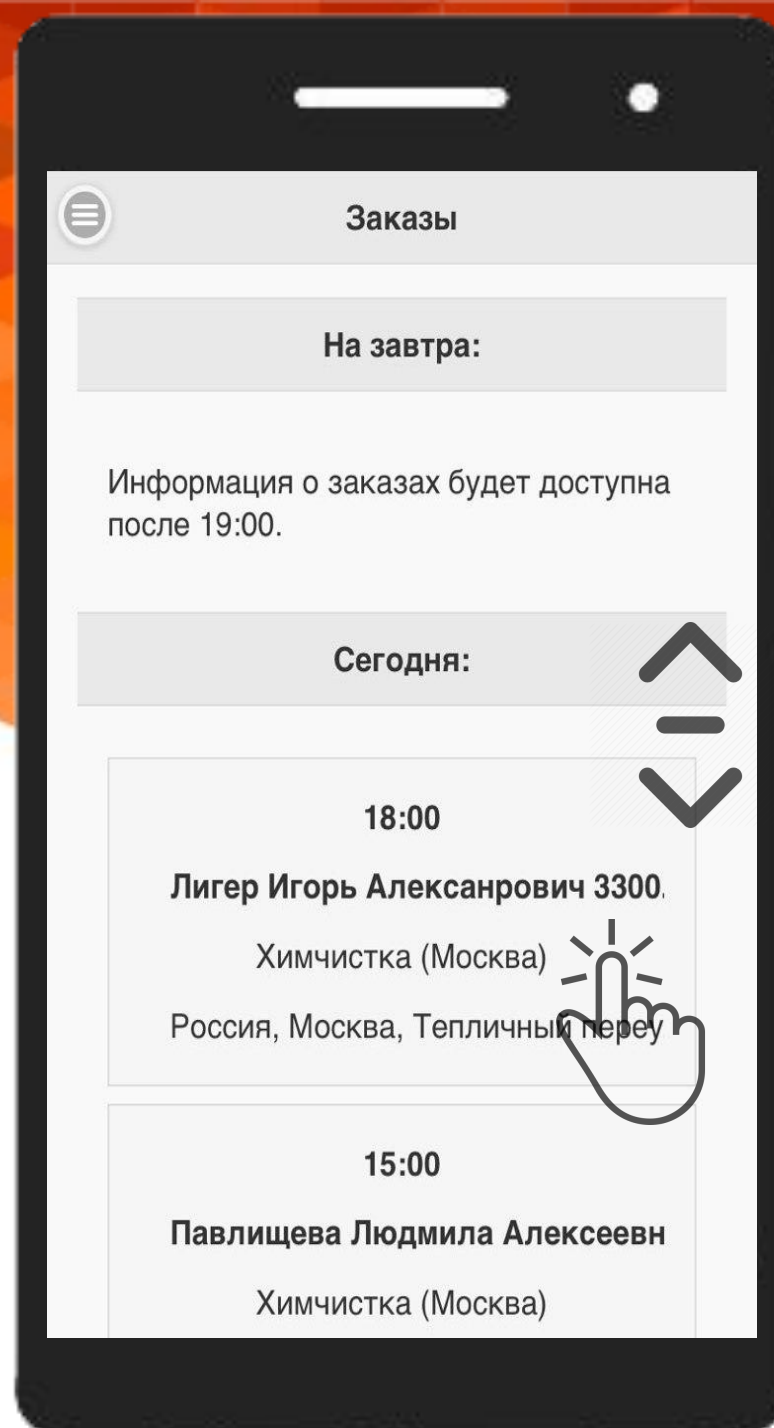 Заказы
На завтра:
Информация о заказах будет доступна
после 19:00.
Сегодня:
18:00
Лигер Игорь Алексанрович 3300.
Химчистка (Москва)
Россия, Москва, Тепличный переу
15:00
Павлищева Людмила Алексеевн
Химчистка (Москва)